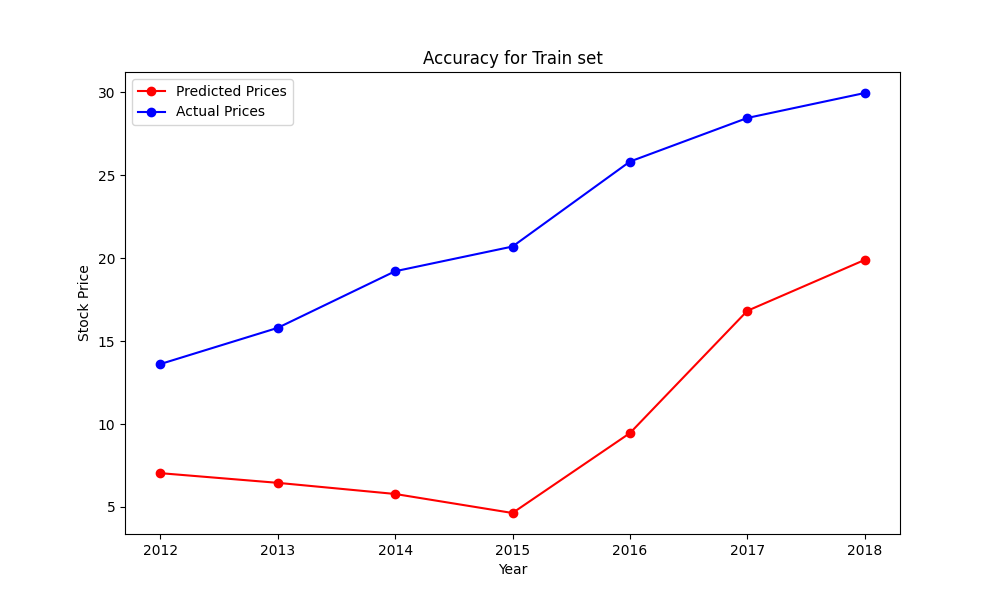 Accuracy for Train set
Predicted Prices
Actual Prices
30
25
20
15
10
5
Stock Price
2012 2013 2014 2015 2016 2017 2018
Year